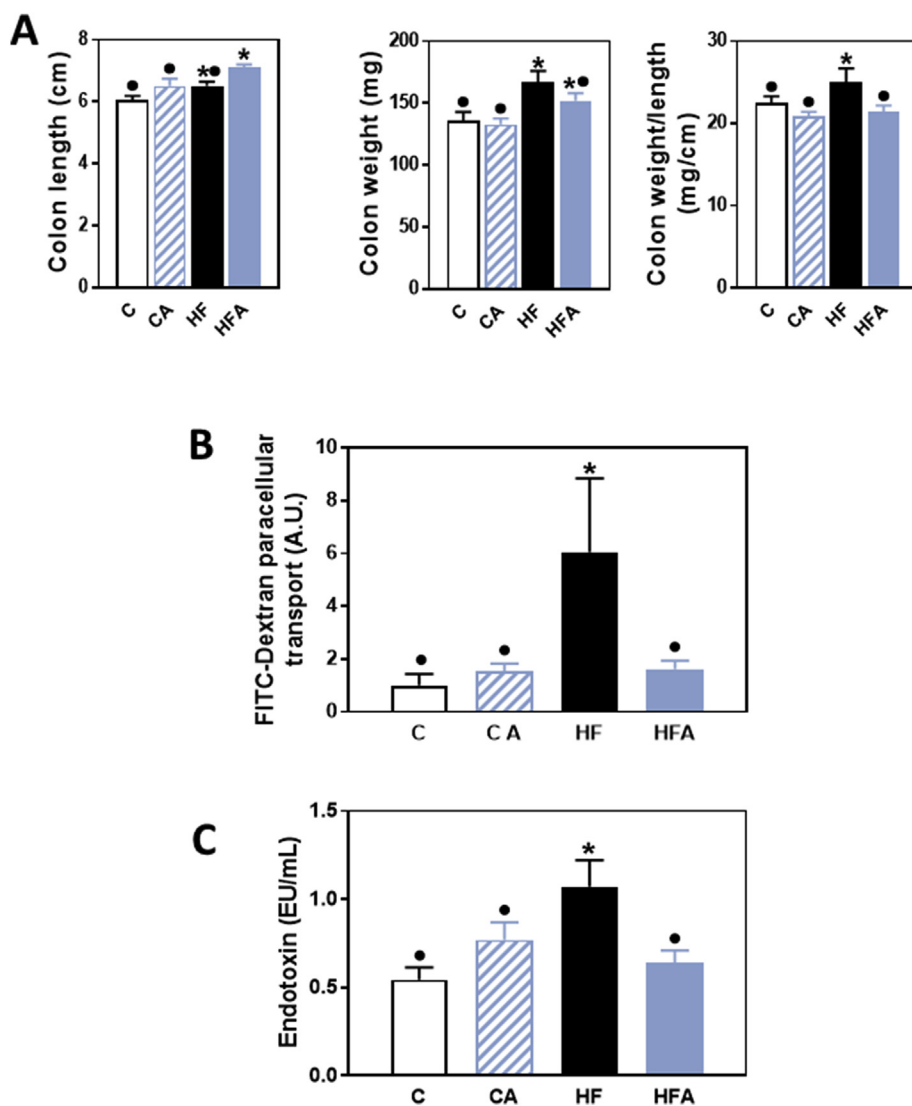 A
Colon length (cm)
8
6
4
2
0
● ● *● *
C CA HF HFA
Colon weight (mg)
200
150
100
50
0
● ● * *●
C CA HF HFA
Colon weight/length
(mg/cm)
30
20
10
0
● ● * ●
C CA HF HFA
B
FITC-Dextran paracellular
transport (A.U.)
10
8
6
4
2
0
● ● * ●
C C A HF HFA
C
Endotoxin (EU/mL)
1.5
1.0
0.5
0.0
● ● * ●
C CA HF HFA